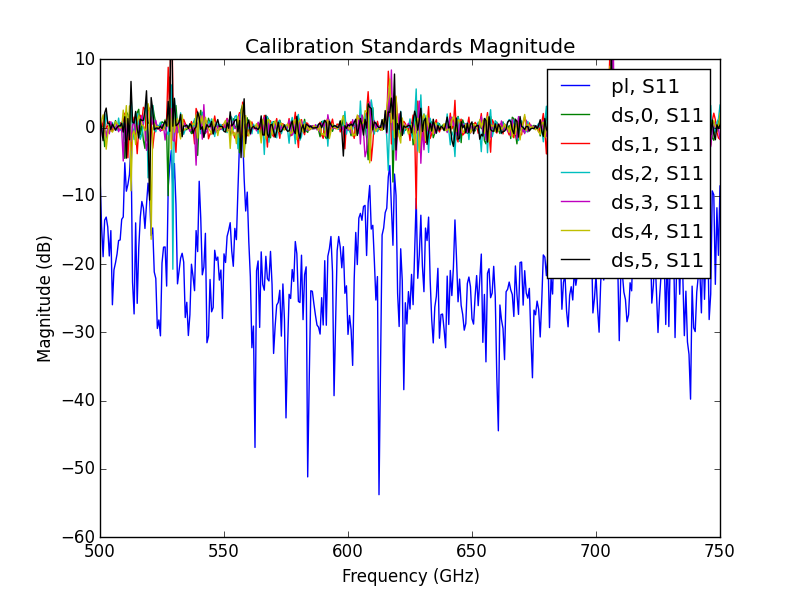 Calibration Standards Magnitude
10
0
−10
−20
−30
−40
−50
−60
Magnitude (dB)
500
550
600
650
700
750
Frequency (GHz)
pl, S11
ds,0, S11
ds,1, S11
ds,2, S11
ds,3, S11
ds,4, S11
ds,5, S11